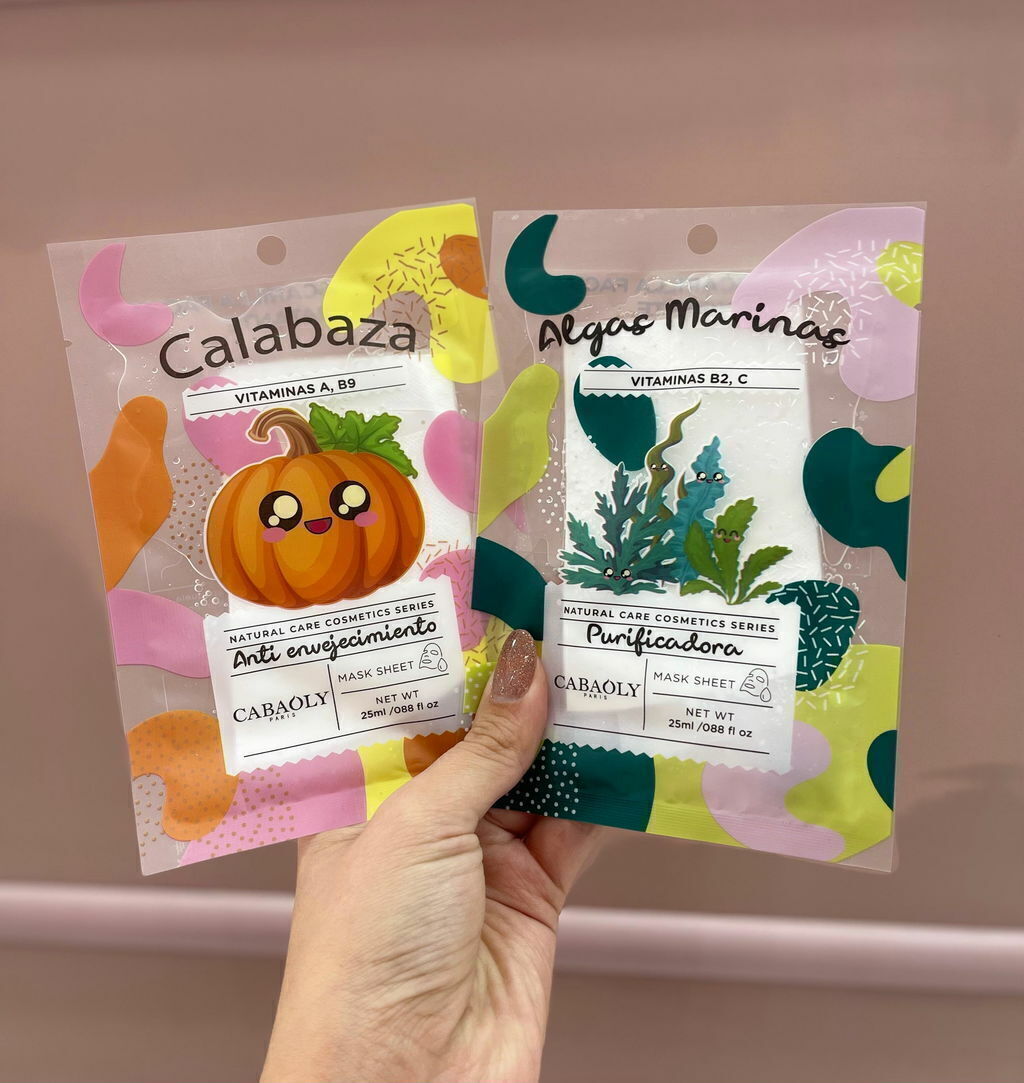 Calabaza
VITAMINAS A, B9
NATURAL CARE COSMETICS SERIES
Anti envejecimiento
CABAOLY
PARIS
MASK SHEET
NET WT
25ml /088 fl oz
Algas Marinas
VITAMINAS B2, C
NATURAL CARE COSMETICS SERIES
Purificadora
CABAOLY
PARIS
MASK SHEET
NET WT
25ml /088 fl oz